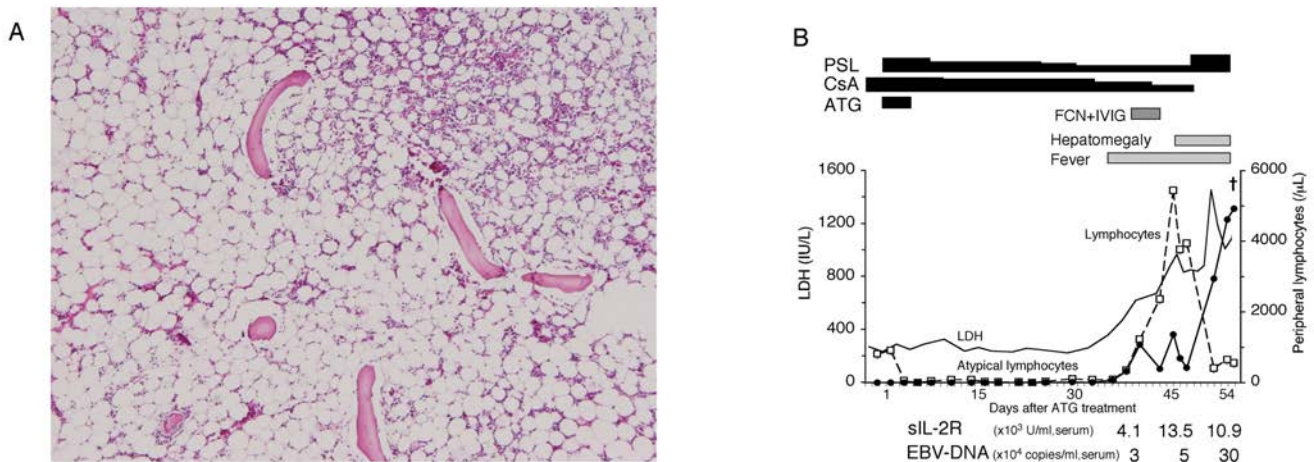 A
B
PSL
CsA
ATG
FCN+IVIG
Hepatomegaly
Fever
1600 6000
†
1200
Lymphocytes
4000
LDH (IU/L)
800
Peripheral lymphocytes (/μL)
2000
400
LDH
Atypical lymphocytes
0 0
1 15 30 45 54
Days after ATG treatment
sIL-2R (x10³ U/ml,serum) 4.1 13.5 10.9
EBV-DNA (x10⁴ copies/ml,serum) 3 5 30